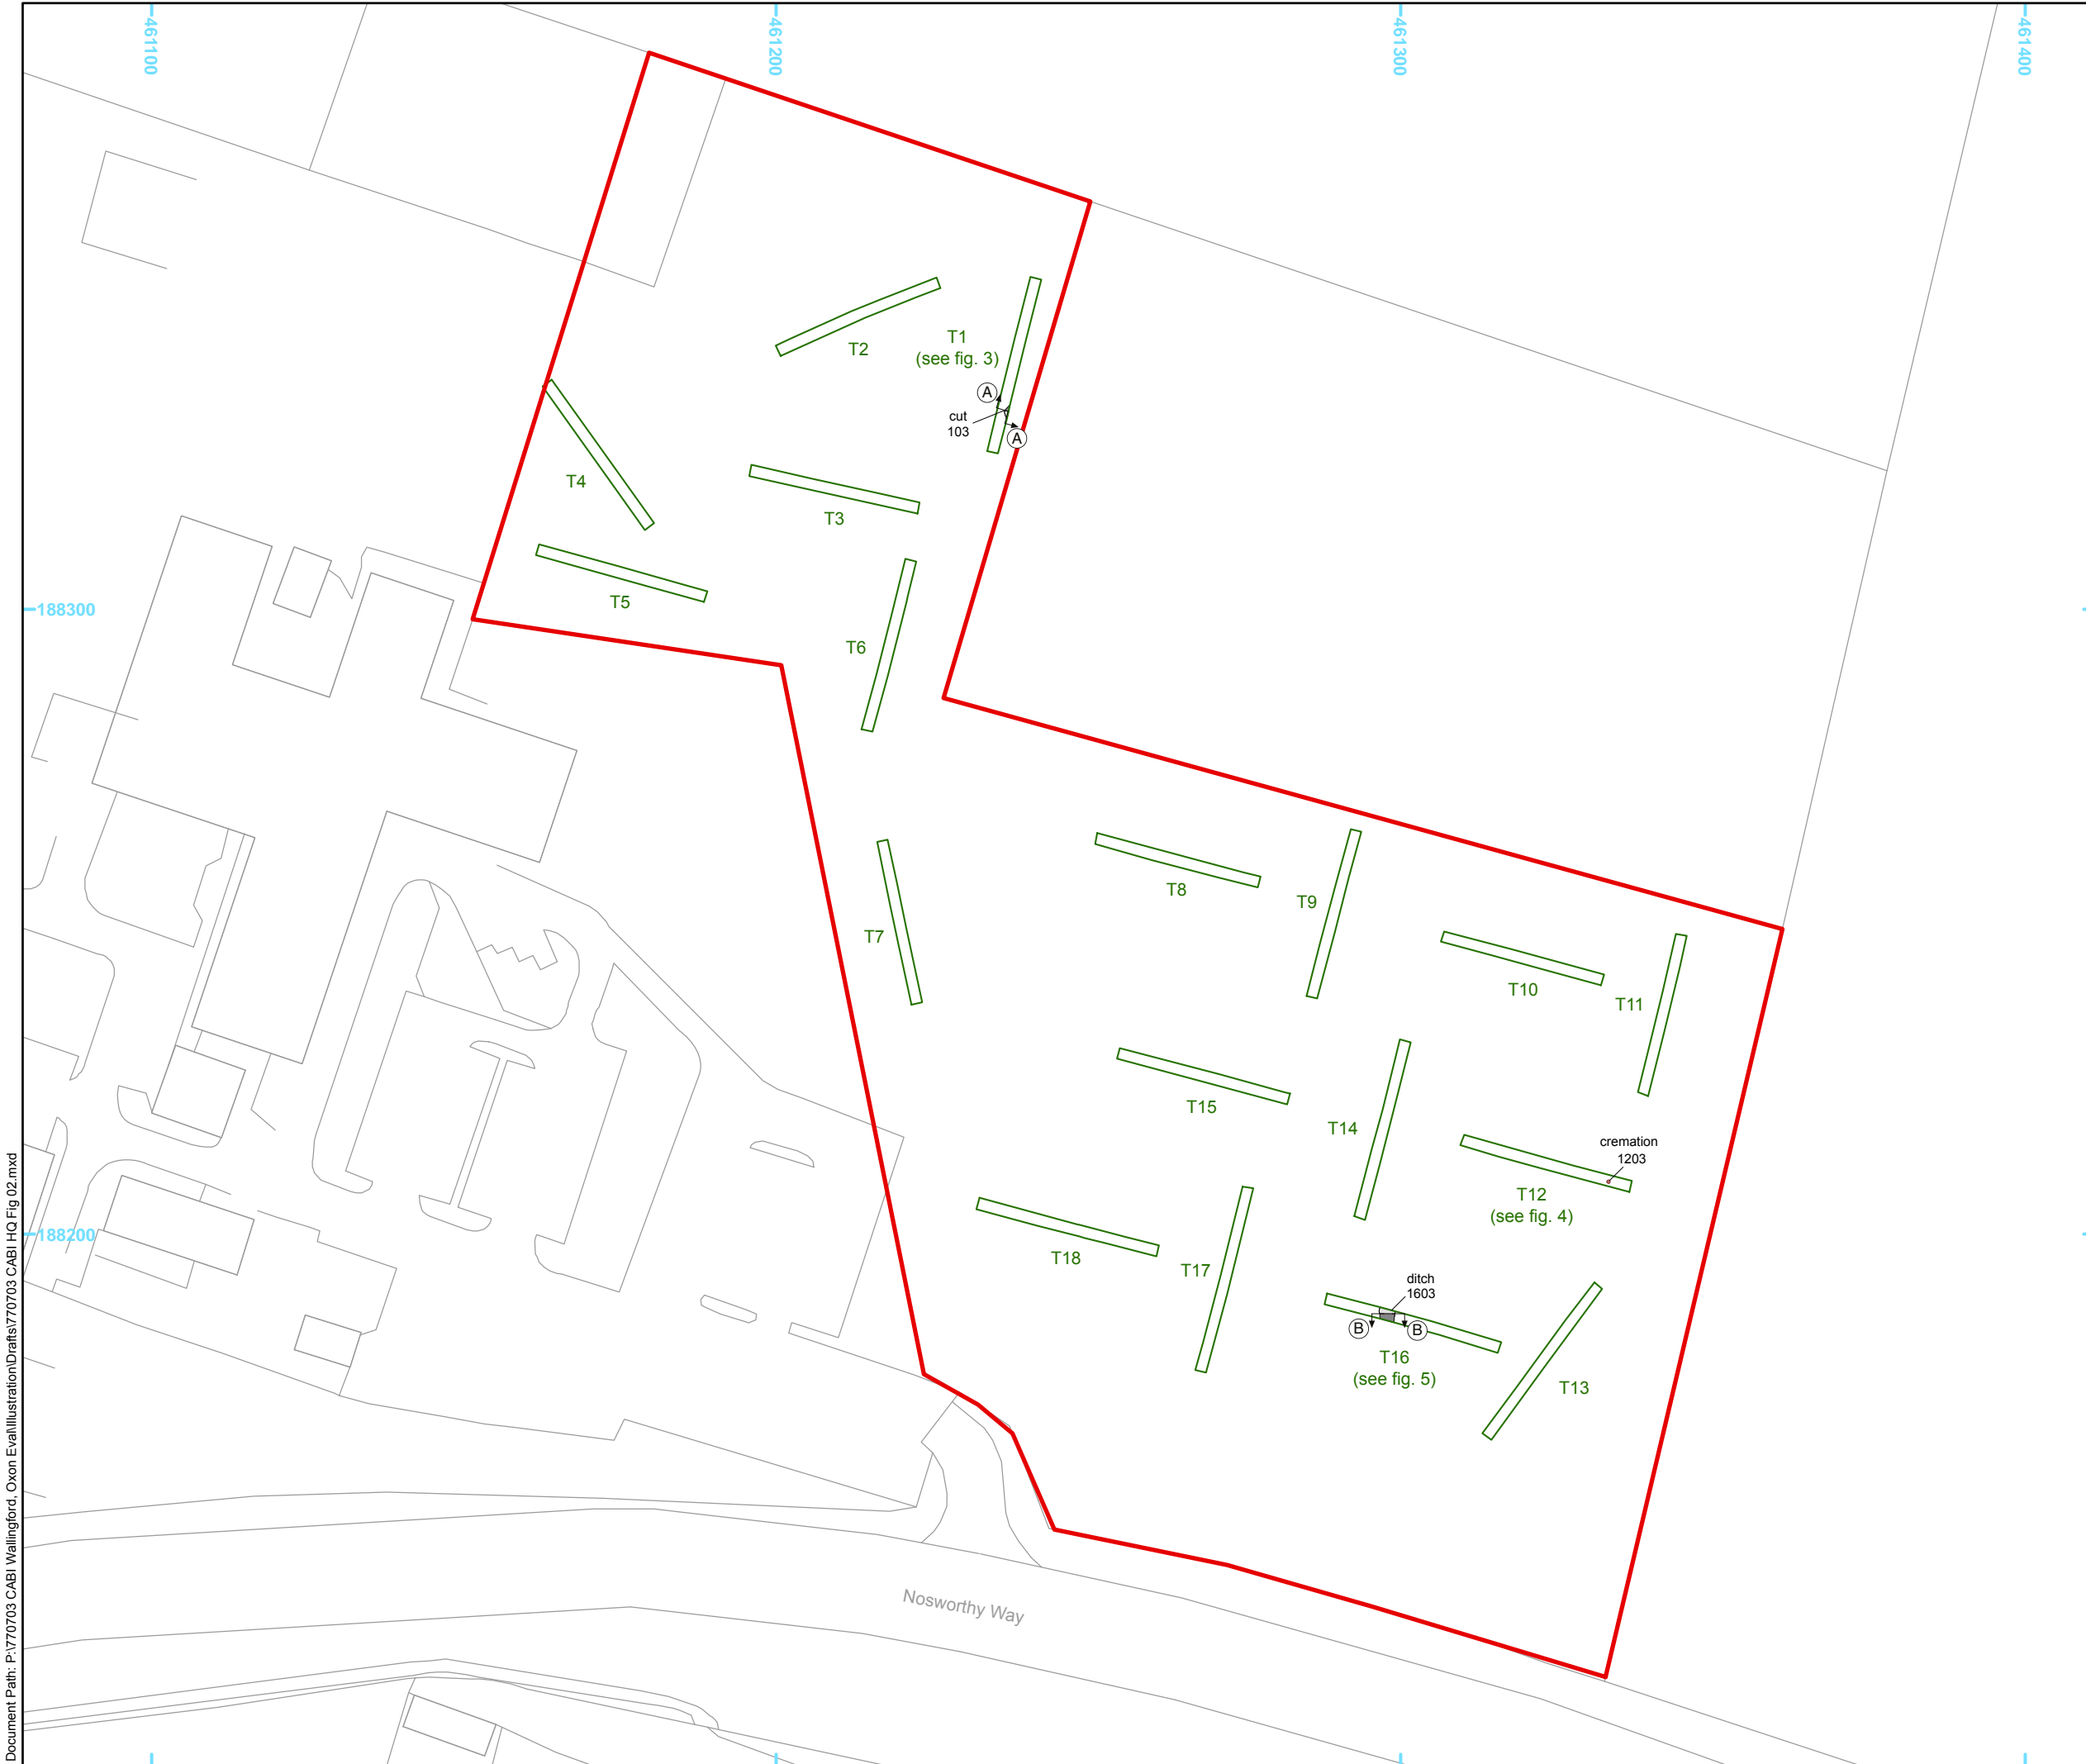 461100
461200
461300
461400
T1
(see fig. 3)
T2
A
cut
103
A
T4
T3
T5
188300
T6
T8
T9
T7
T10
T11
T15
T14
cremation
1203
T12
(see fig. 4)
188200
T18
T17
ditch
1603
B
B
T16
(see fig. 5)
T13
Nosworthy Way
Document Path: P:\770703 CABI Wallingford, Oxon Eval\Illustration\Drafts\770703 CABI HQ Fig 02.mxd